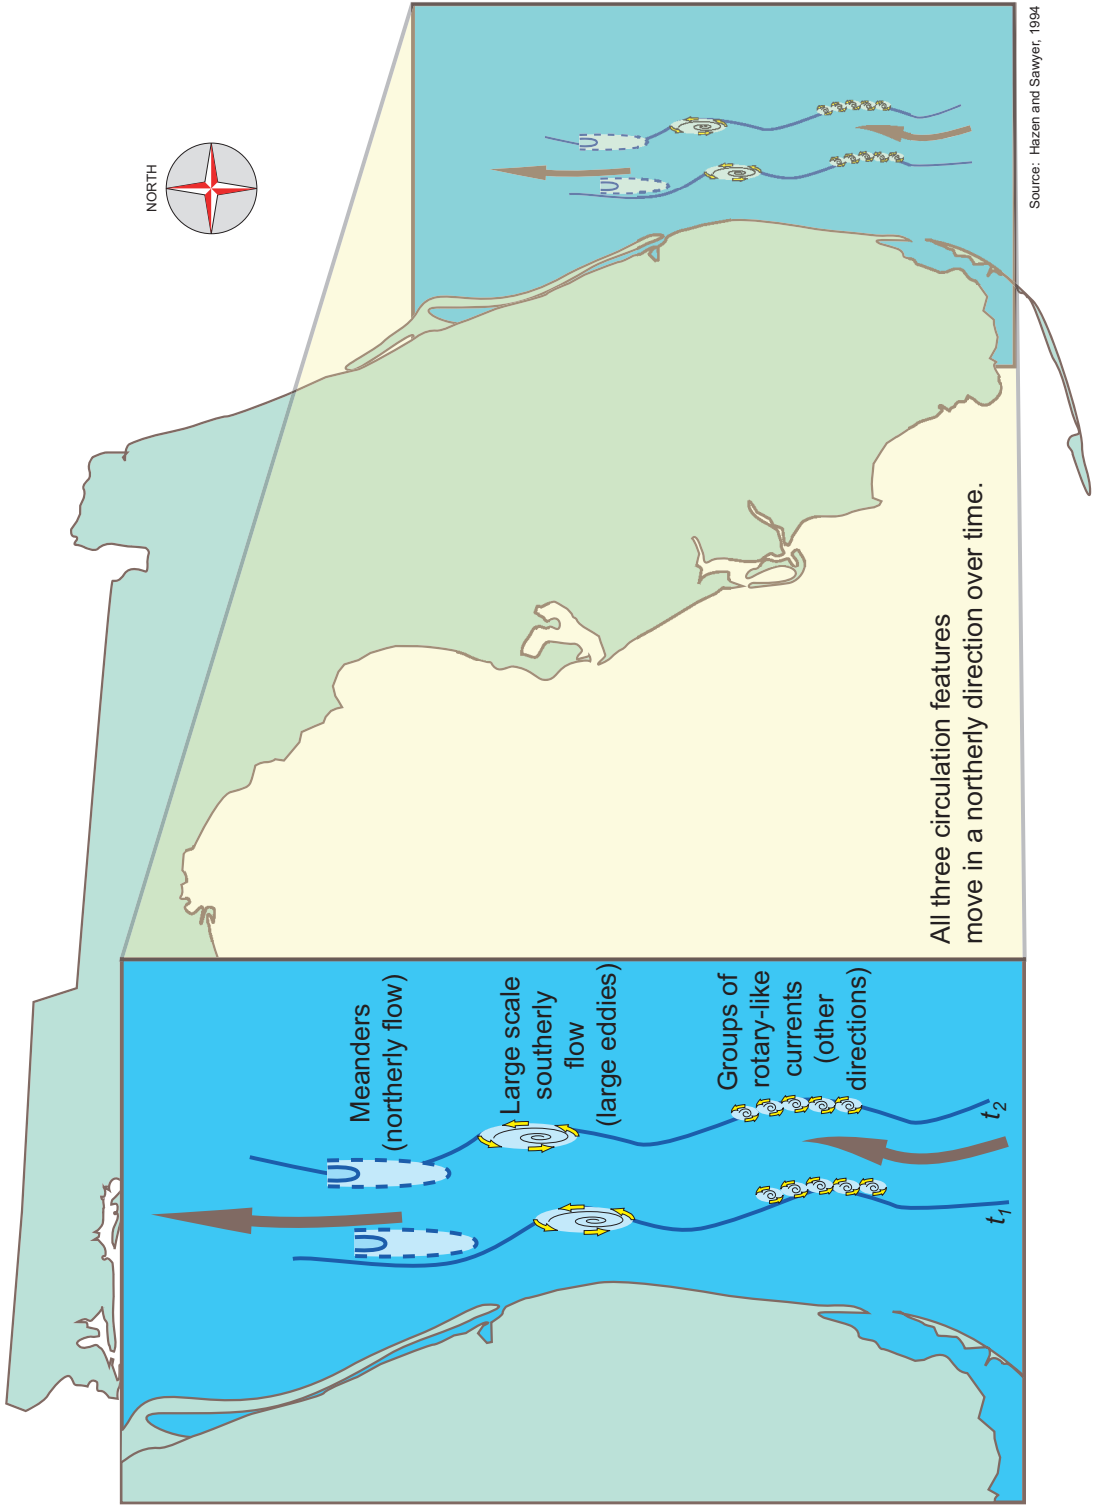 NORTH
Meanders
(northerly flow)
Large scale
southerly
flow
(large eddies)
Groups of
rotary-like
currents
(other
directions)
t1
t2
All three circulation features
move in a northerly direction over time.
Source: Hazen and Sawyer, 1994